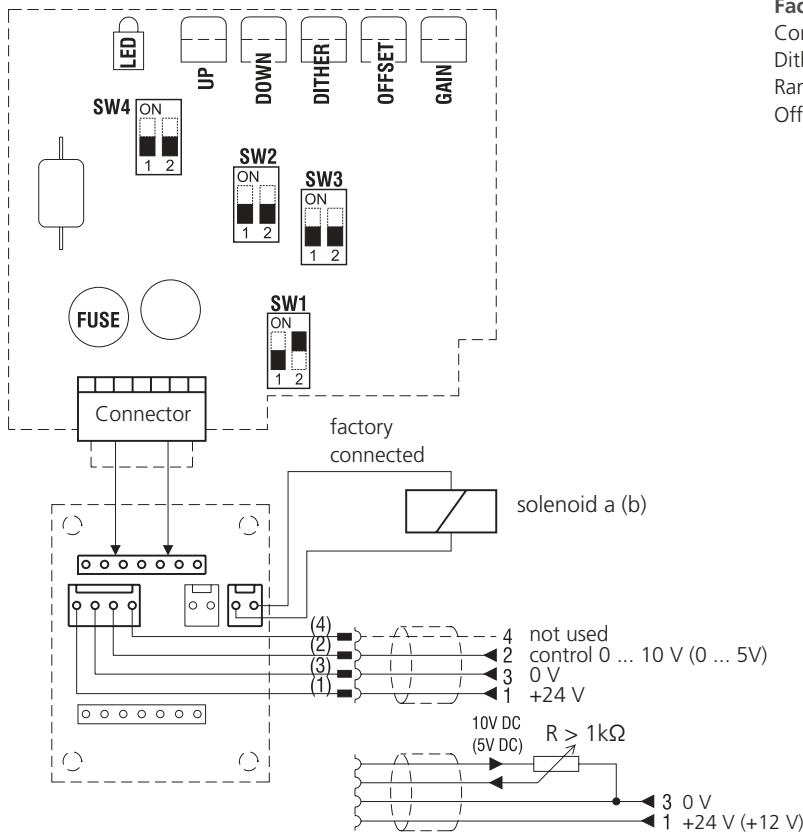 Fac
Con
Dith
Ran
Off
LED
UP
DOWN
DITHER
OFFSET
GAIN
SW4
ON
1 2
SW2
ON
1 2
SW3
ON
1 2
FUSE
SW1
ON
1 2
Connector
factory
connected
solenoid a (b)
(4)
4 not used
(2)
2 control 0 ... 10 V (0 ... 5V)
(3)
3 0 V
(1)
1 +24 V
10V DC
(5V DC)
R > 1kΩ
3 0 V
1 +24 V (+12 V)